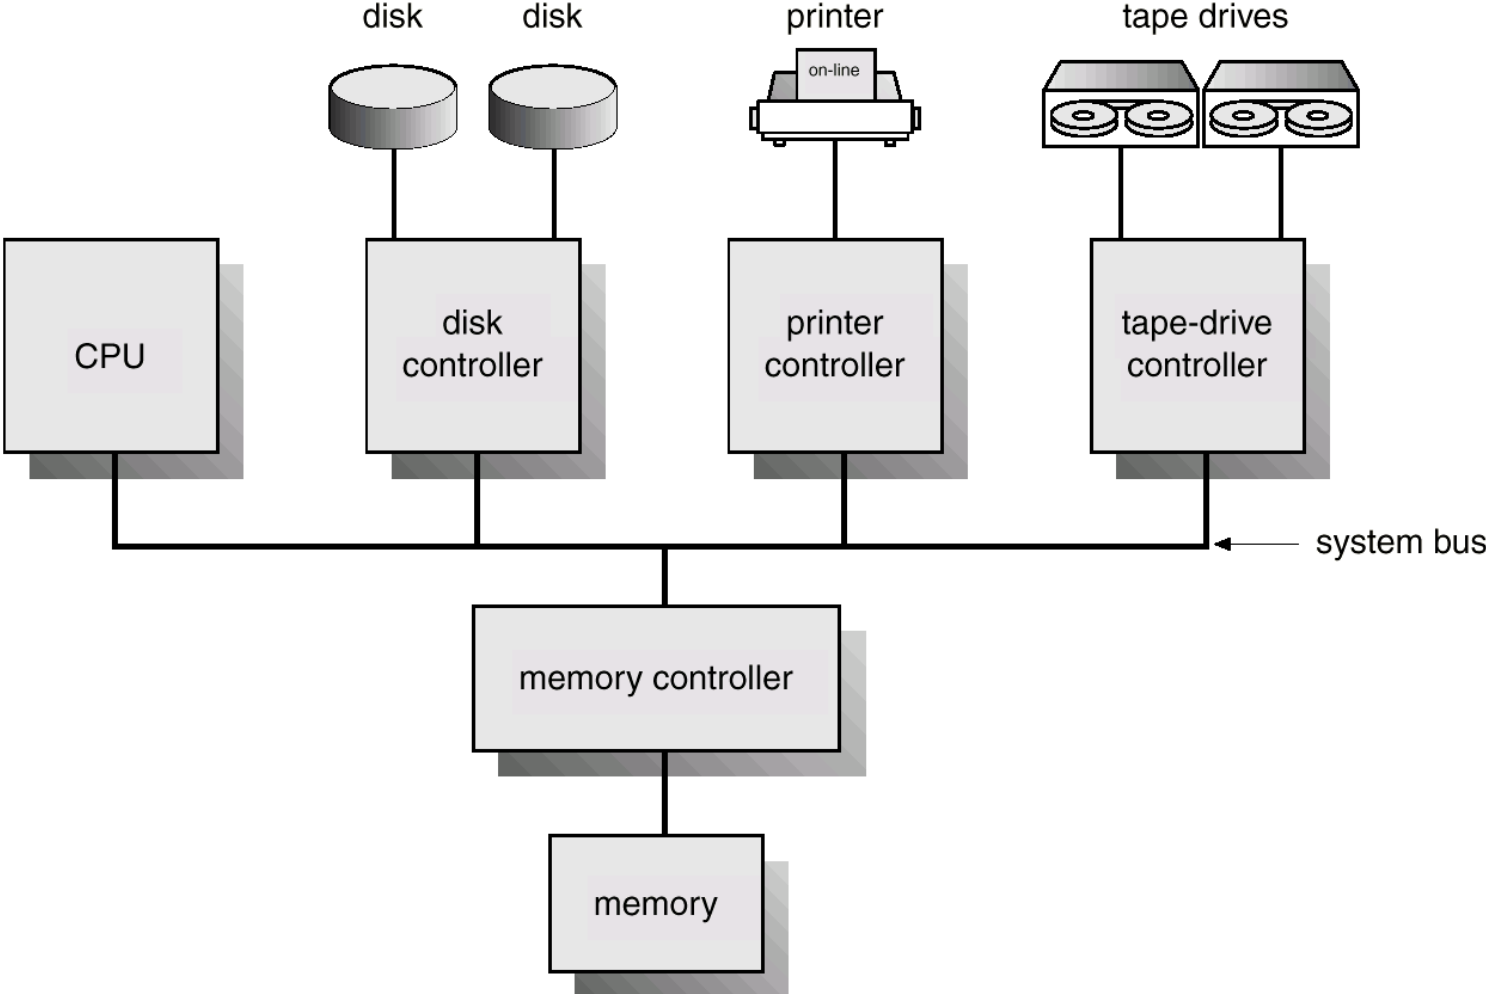 disk
disk
printer
tape drives
on-line
CPU
disk
controller
printer
controller
tape-drive
controller
system bus
memory controller
memory